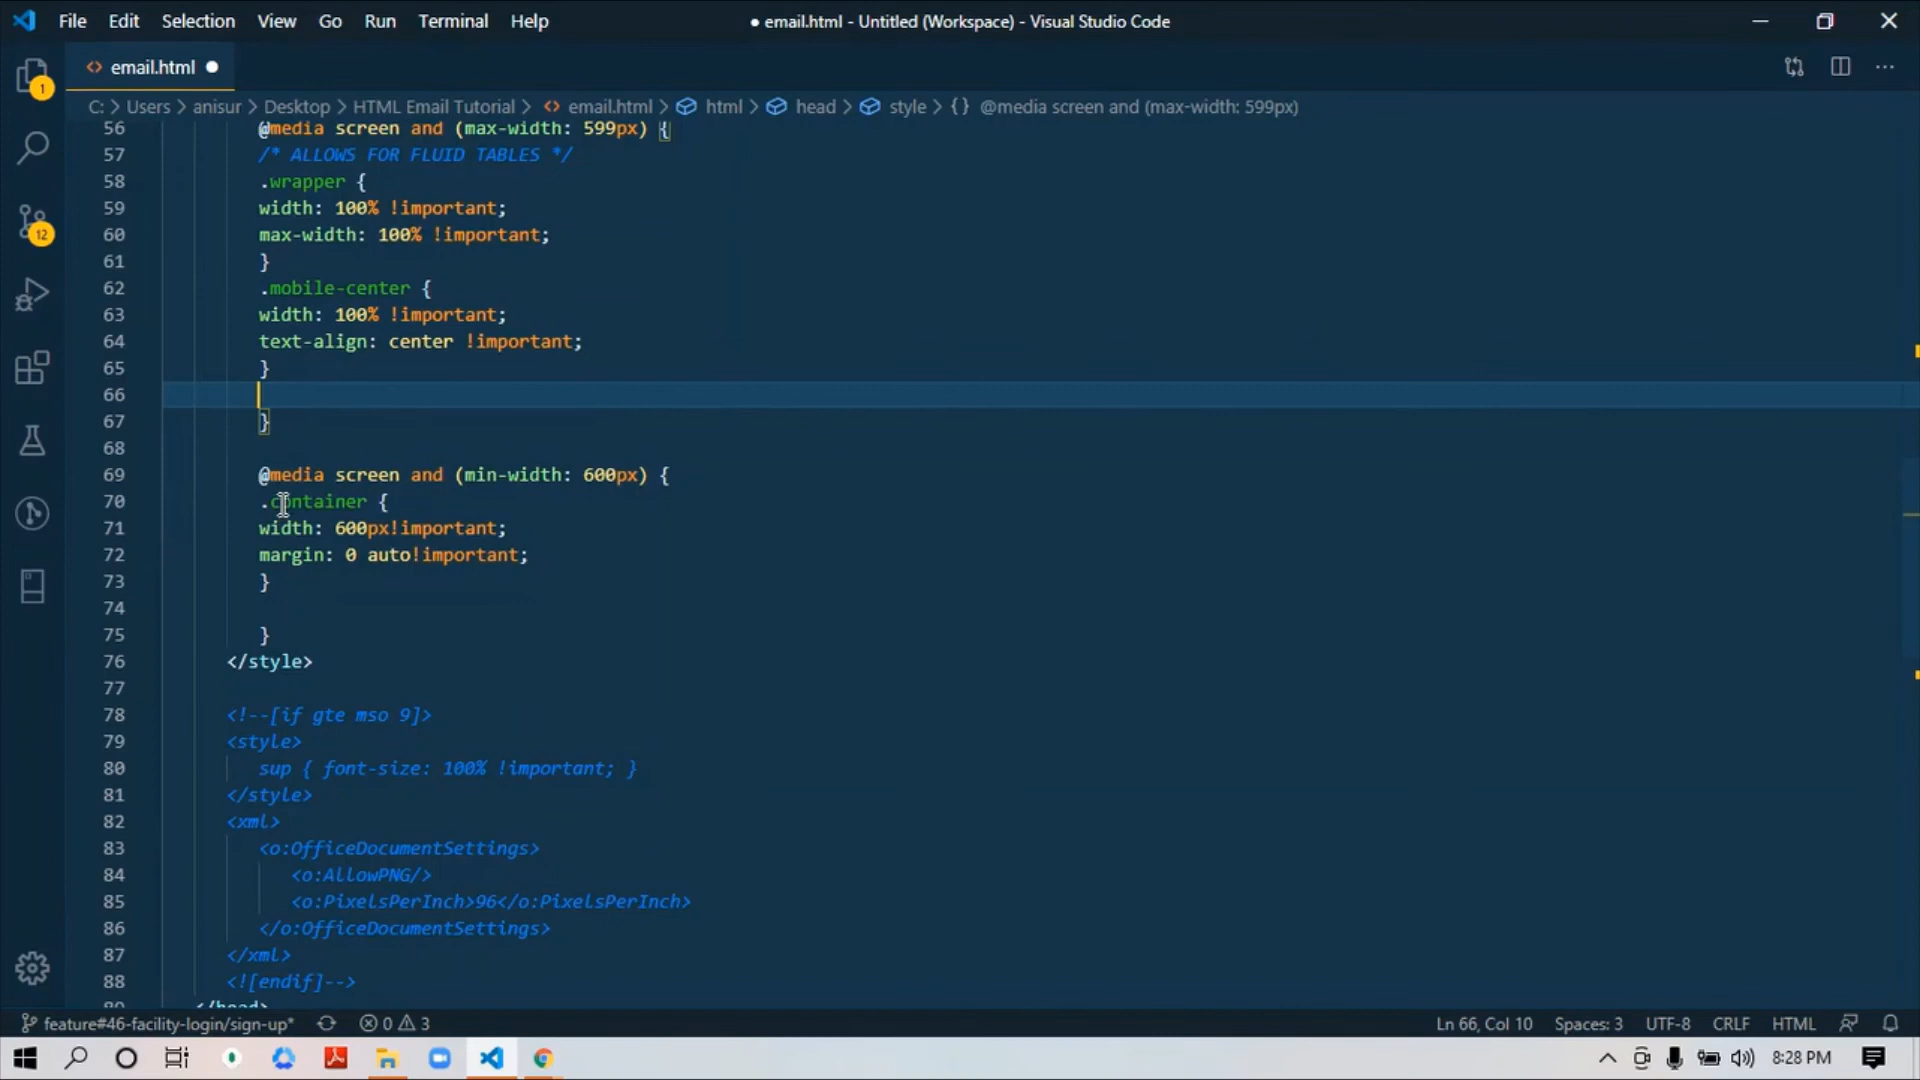 File Edit Selection View Go Run Terminal Help
● email.html - Untitled (Workspace) - Visual Studio Code
<> email.html ●
C: > Users > anisur > Desktop > HTML Email Tutorial > <> email.html > html > head > style > {} @media screen and (max-width: 599px)
56 @media screen and (max-width: 599px) {
57 /* ALLOWS FOR FLUID TABLES */
58 .wrapper {
59 width: 100% !important;
60 max-width: 100% !important;
61 }
62 .mobile-center {
63 width: 100% !important;
64 text-align: center !important;
65 }
66
67 }
68
69 @media screen and (min-width: 600px) {
70 .container {
71 width: 600px!important;
72 margin: 0 auto!important;
73 }
74
75 }
76 </style>
77
78 <!--[if gte mso 9]>
79 <style>
80 sup { font-size: 100% !important; }
81 </style>
82 <xml>
83 <o:OfficeDocumentSettings>
84 <o:AllowPNG/>
85 <o:PixelsPerInch>96</o:PixelsPerInch>
86 </o:OfficeDocumentSettings>
87 </xml>
88 <![endif]-->
89 </head>
1
12
feature#46-facility-login/sign-up* 0 3
Ln 66, Col 10 Spaces: 3 UTF-8 CRLF HTML
8:28 PM